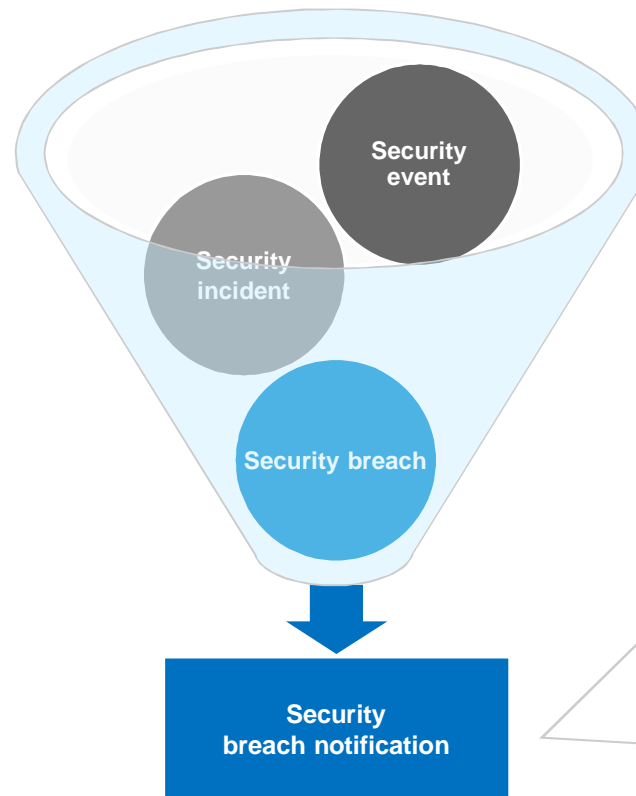 Security
event
Security
incident
Security breach
Security
breach notification